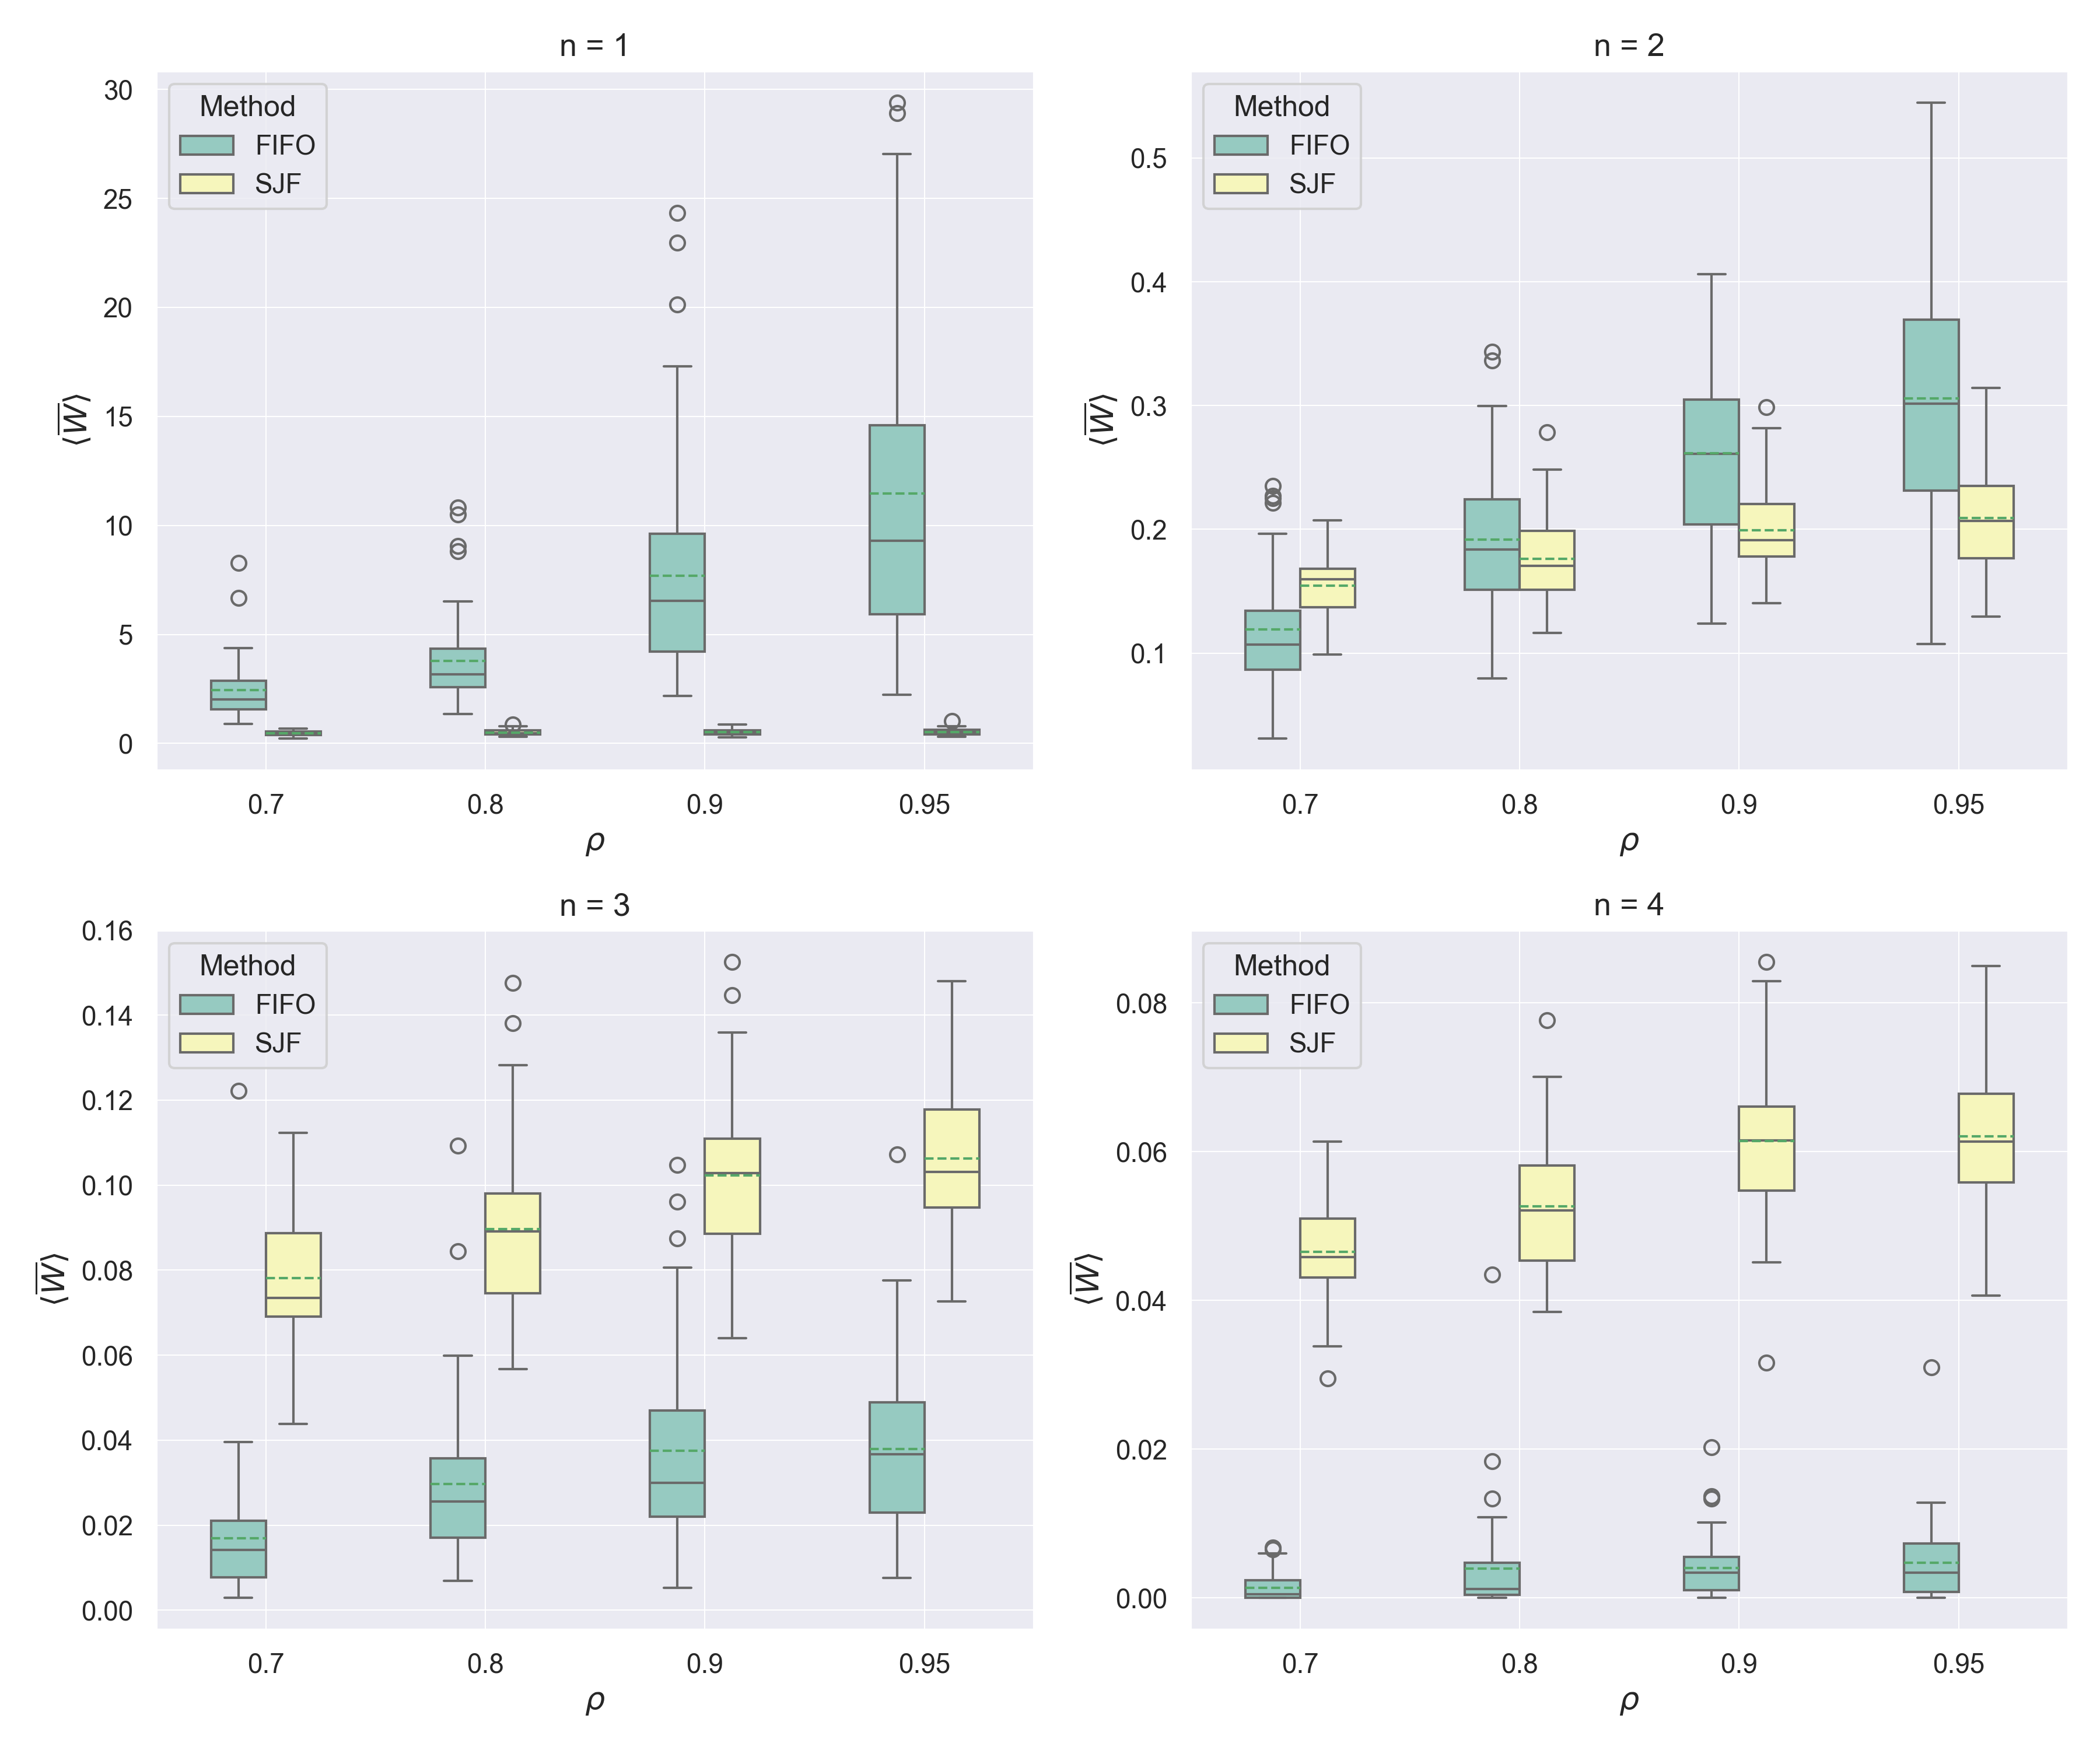 n = 1
Method
FIFO
SJF
30
25
20
15
10
5
0
⟨W̅⟩
0.7 0.8 0.9 0.95
ρ
n = 2
Method
FIFO
SJF
0.5
0.4
0.3
0.2
0.1
⟨W̅⟩
0.7 0.8 0.9 0.95
ρ
n = 3
Method
FIFO
SJF
0.16
0.14
0.12
0.10
0.08
0.06
0.04
0.02
0.00
⟨W̅⟩
0.7 0.8 0.9 0.95
ρ
n = 4
Method
FIFO
SJF
0.08
0.06
0.04
0.02
0.00
⟨W̅⟩
0.7 0.8 0.9 0.95
ρ